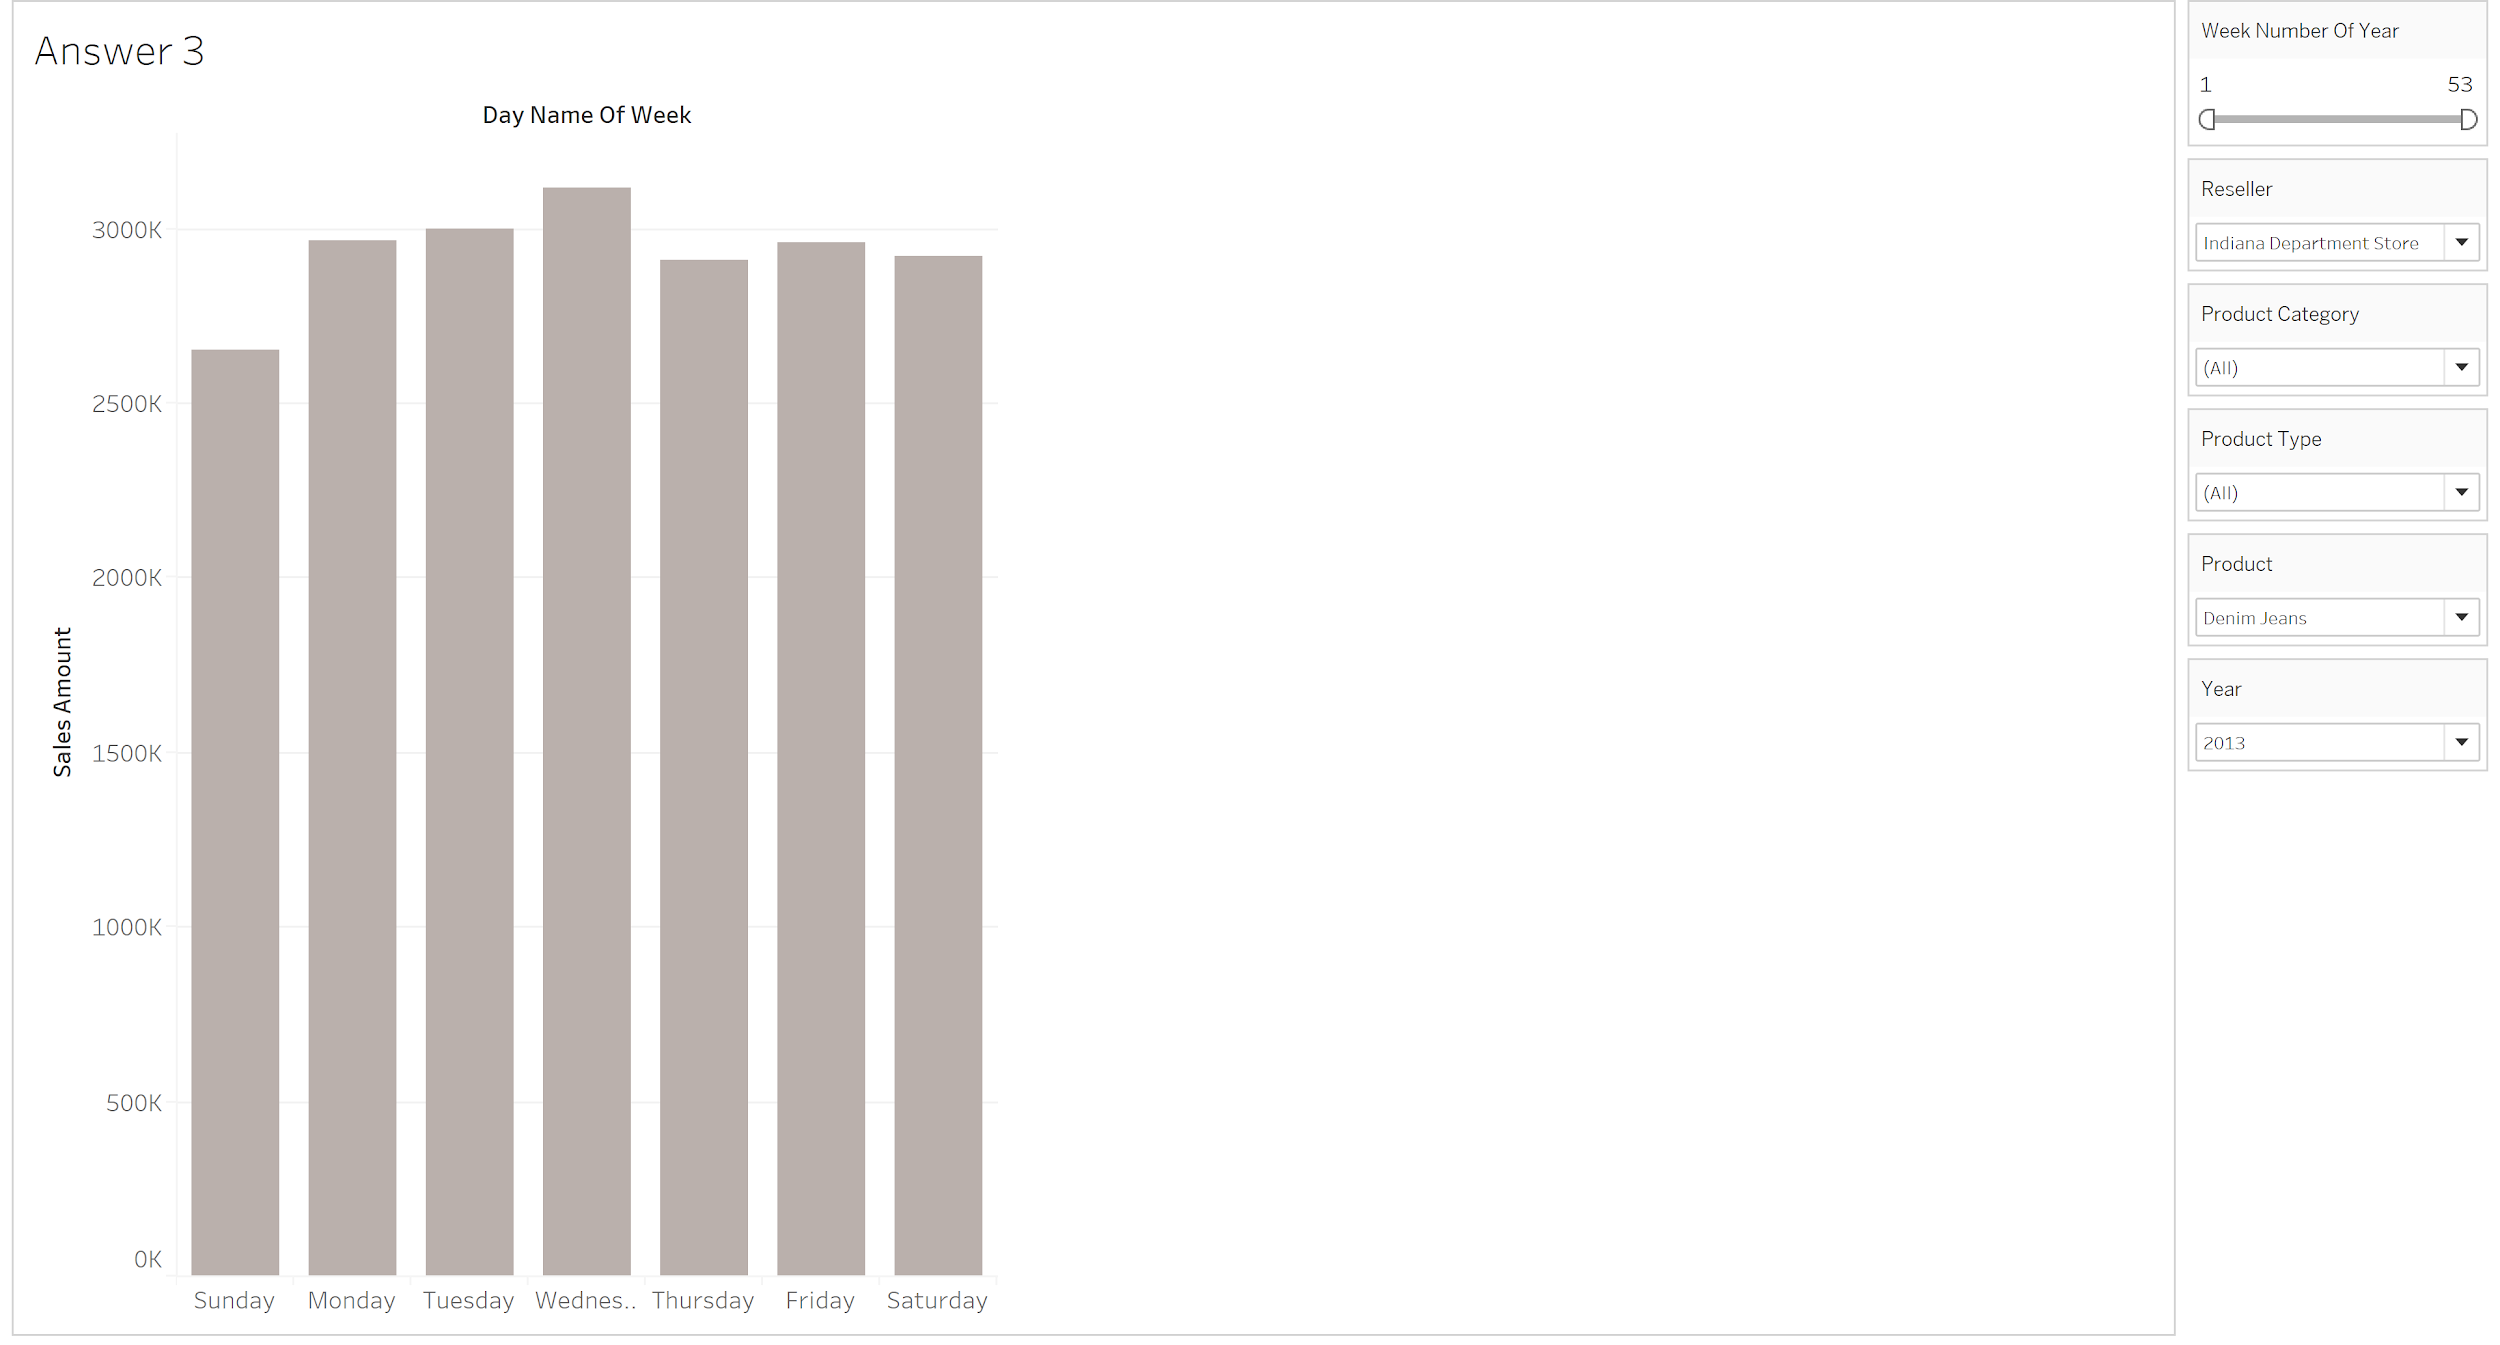 Answer 3
Day Name Of Week
Sales Amount
3000K
2500K
2000K
1500K
1000K
500K
0K
Sunday Monday Tuesday Wednes.. Thursday Friday Saturday
Week Number Of Year
1 53
Reseller
Indiana Department Store
Product Category
(All)
Product Type
(All)
Product
Denim Jeans
Year
2013